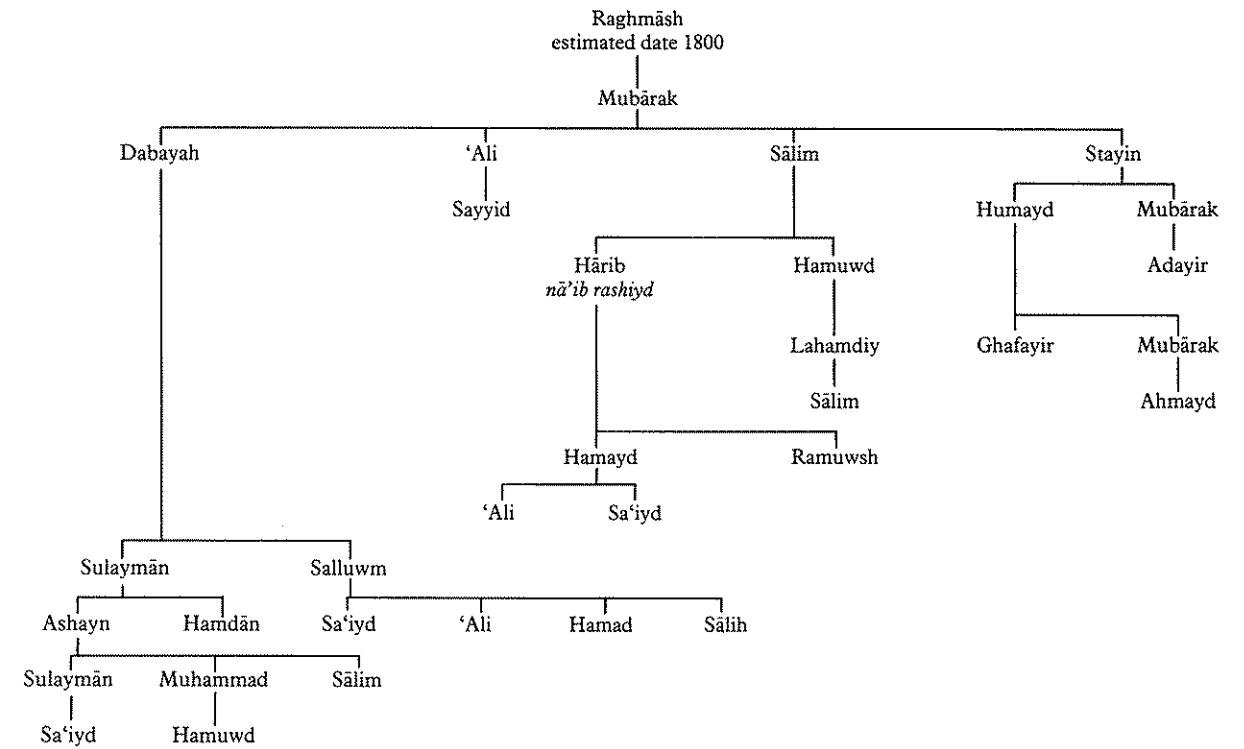 Raghmāsh
estimated date 1800
Mubārak
Dabayah ‘Ali Sālim Stayin
Sayyid Humayd Mubārak
Hārib Hamuwd Adayir
nā’ib rashiyd
Lahamdiy Ghafayir Mubārak
Sālim Ahmayd
Hamayd Ramuwsh
‘Ali Sa‘iyd
Sulaymān Salluwm
Ashayn Hamdān Sa‘iyd ‘Ali Hamad Sālih
Sulaymān Muhammad Sālim
Sa‘iyd Hamuwd